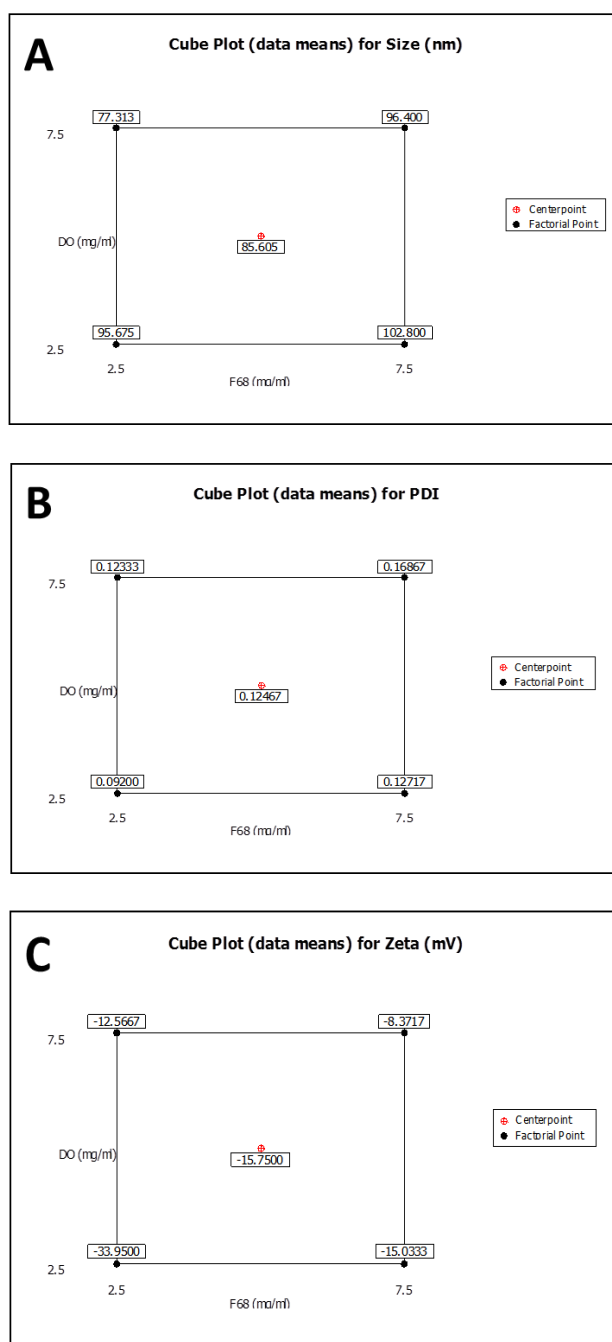 A
Cube Plot (data means) for Size (nm)
77.313 96.400
7.5
Centerpoint
Factorial Point
DO (mg/ml)
85.605
95.675 102.800
2.5
2.5 7.5
F68 (mg/ml)
B
Cube Plot (data means) for PDI
0.12333 0.16867
7.5
Centerpoint
Factorial Point
DO (mg/ml)
0.12467
0.09200 0.12717
2.5
2.5 7.5
F68 (mg/ml)
C
Cube Plot (data means) for Zeta (mV)
-12.5667 -8.3717
7.5
Centerpoint
Factorial Point
DO (mg/ml)
-15.7500
-33.9500 -15.0333
2.5
2.5 7.5
F68 (mg/ml)